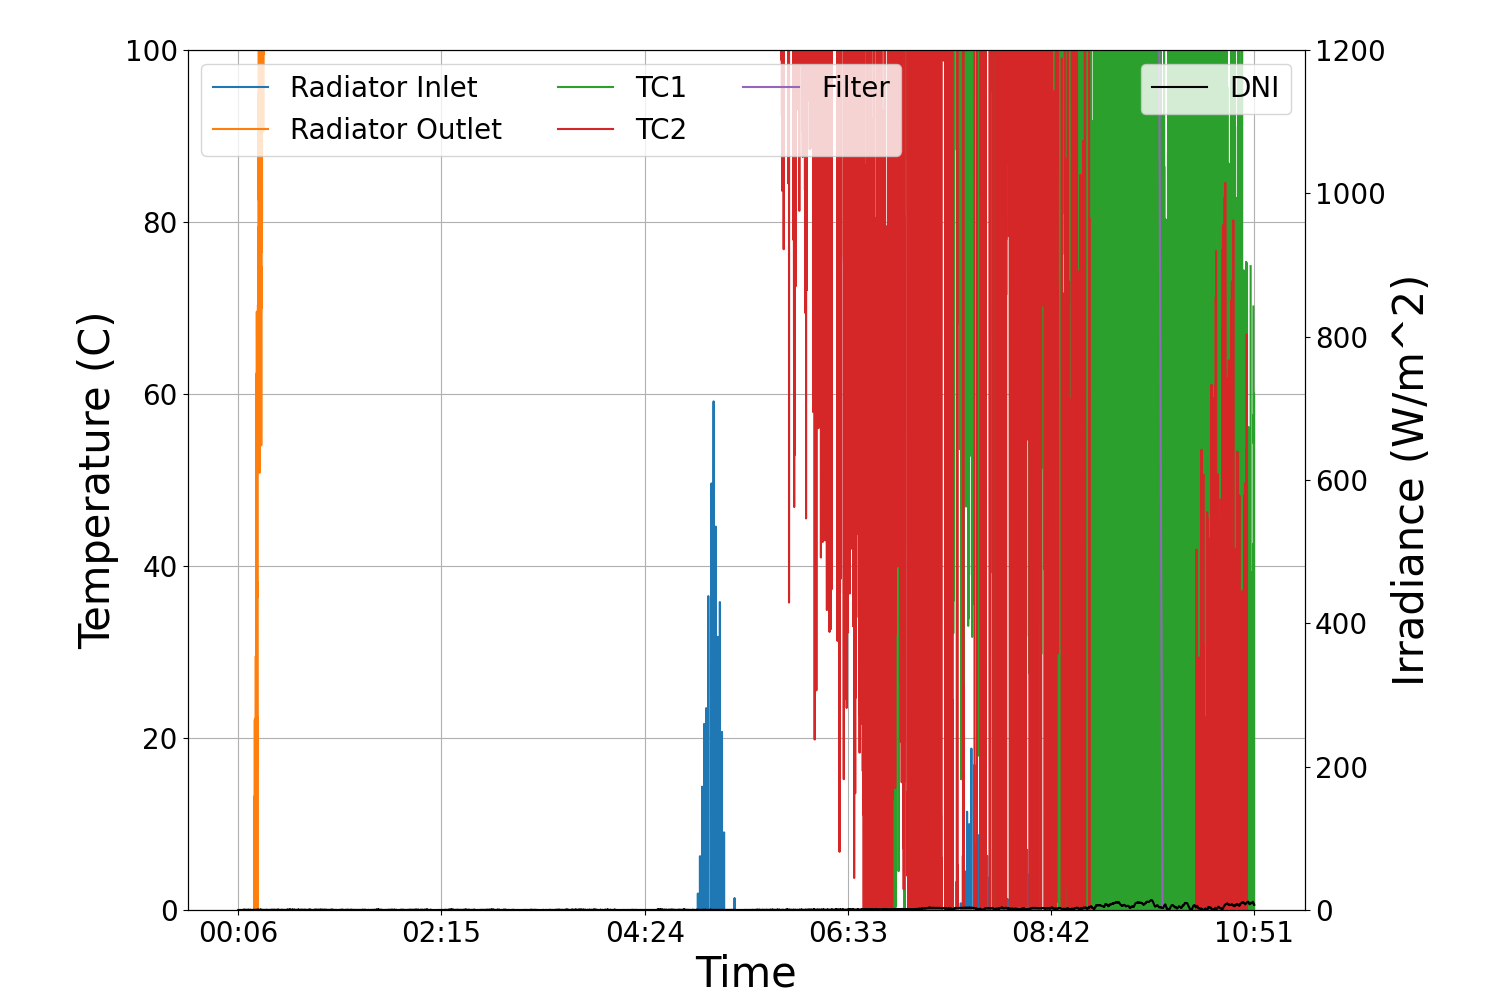 100
80
60
40
20
0
Temperature (C)
Radiator Inlet
Radiator Outlet
TC1
TC2
Filter
DNI
1200
1000
800
600
400
200
0
Irradiance (W/m^2)
00:06
02:15
04:24
06:33
08:42
10:51
Time